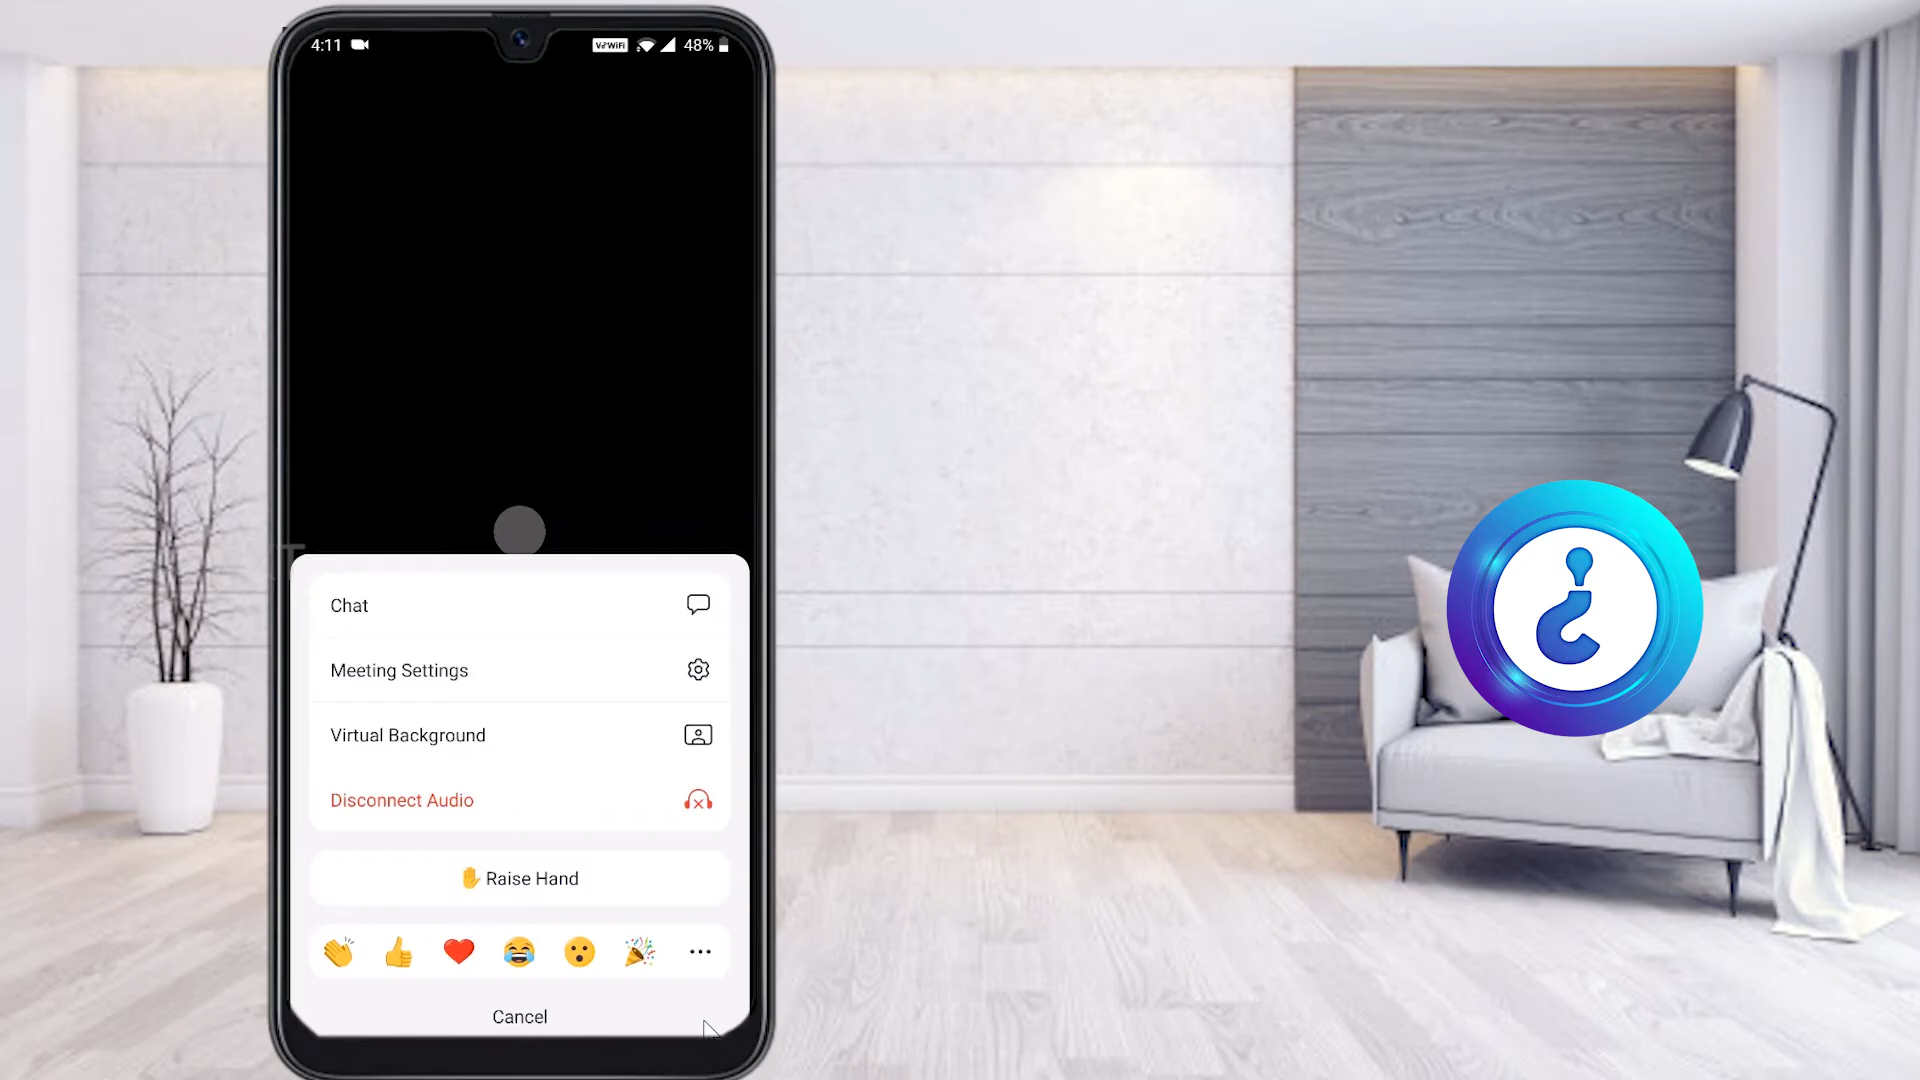 4:11 VoWiFi 48%
Chat
Meeting Settings
Virtual Background
Disconnect Audio
Raise Hand
Cancel